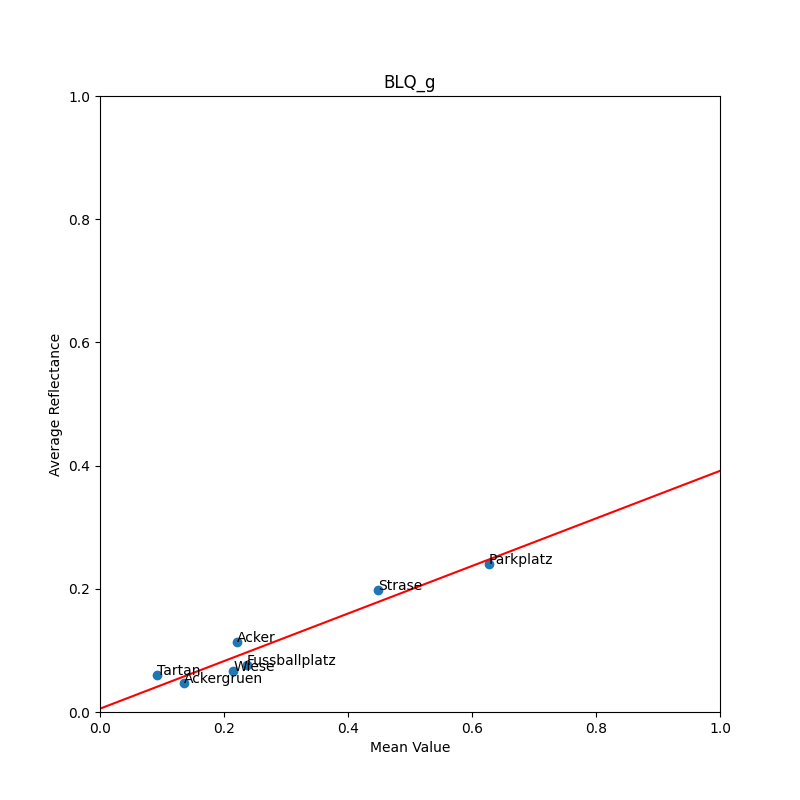 BLQ_g
1.0
0.8
0.6
0.4
0.2
0.0
Average Reflectance
Parkplatz
Strase
Acker
Fussballplatz
Wiese
Tartan
Ackergruen
0.0 0.2 0.4 0.6 0.8 1.0
Mean Value